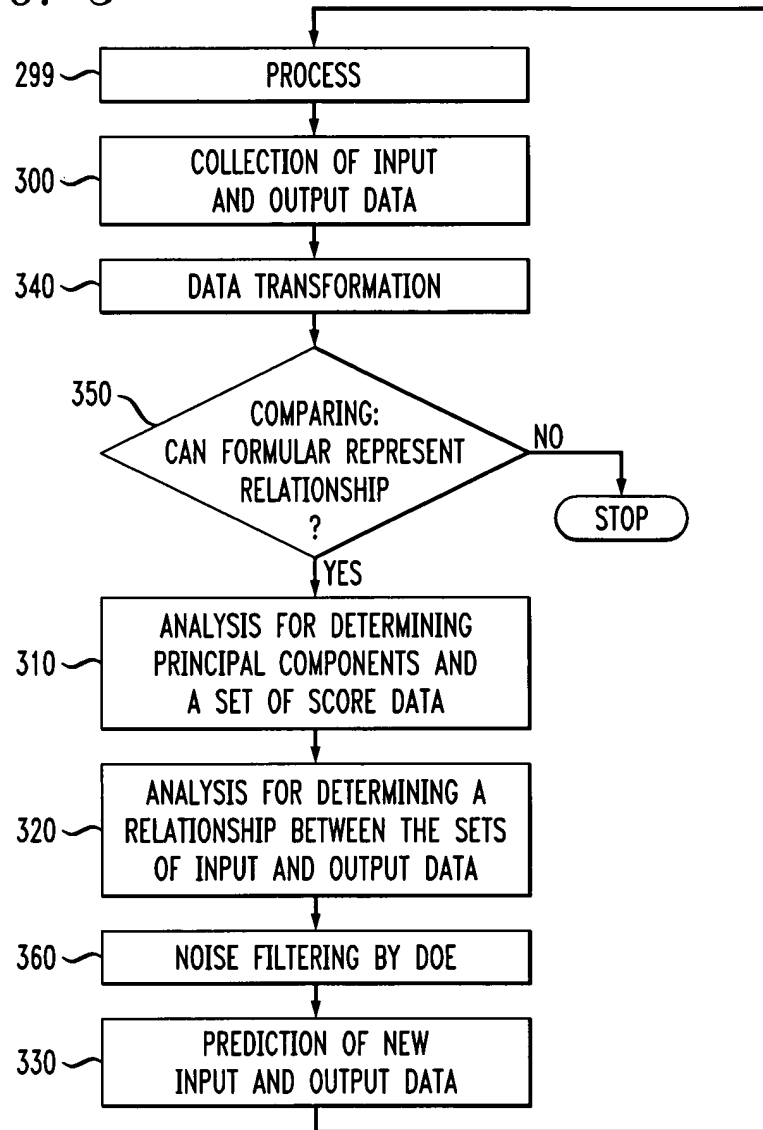 299
PROCESS
300
COLLECTION OF INPUT
AND OUTPUT DATA
340
DATA TRANSFORMATION
350
COMPARING:
CAN FORMULAR REPRESENT
RELATIONSHIP
?
NO
STOP
YES
310
ANALYSIS FOR DETERMINING
PRINCIPAL COMPONENTS AND
A SET OF SCORE DATA
320
ANALYSIS FOR DETERMINING A
RELATIONSHIP BETWEEN THE SETS
OF INPUT AND OUTPUT DATA
360
NOISE FILTERING BY DOE
330
PREDICTION OF NEW
INPUT AND OUTPUT DATA